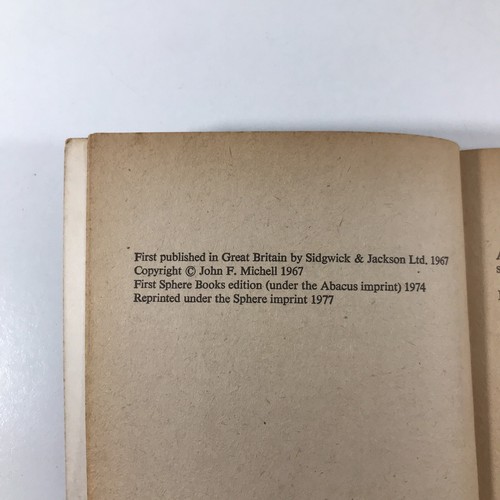 First published in Great Britain by Sidgwick & Jackson Ltd. 1967
Copyright © John F. Michell 1967
First Sphere Books edition (under the Abacus imprint) 1974
Reprinted under the Sphere imprint 1977